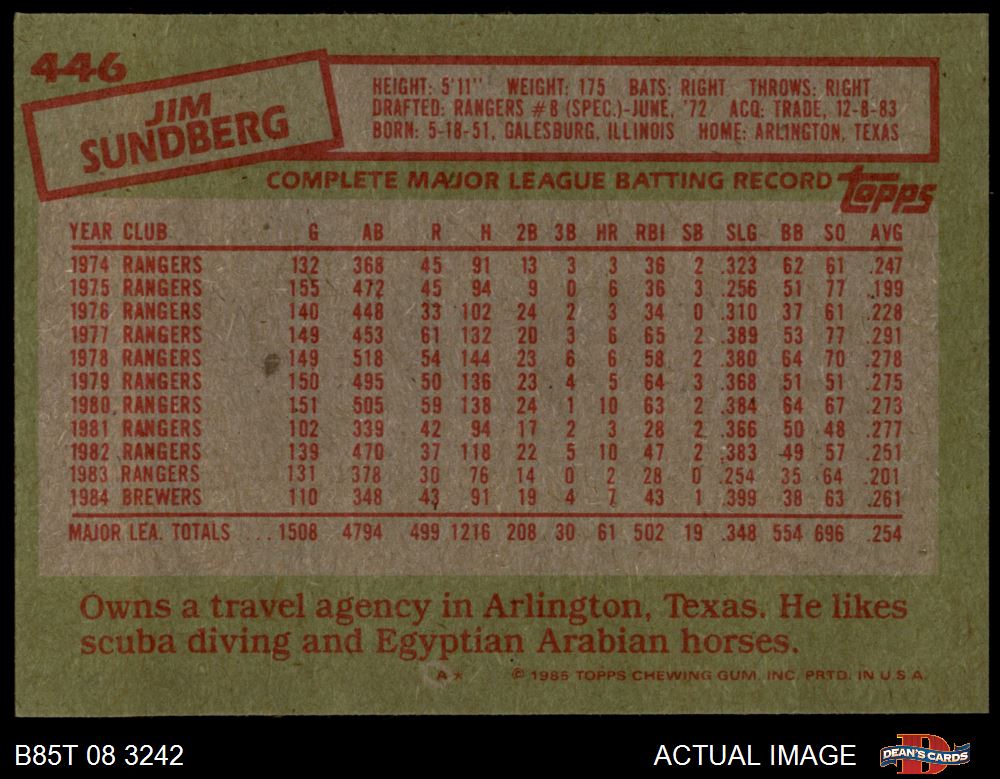 446
JIM
SUNDBERG
HEIGHT: 5'11" WEIGHT: 175 BATS: RIGHT THROWS: RIGHT
DRAFTED: RANGERS #8 (SPEC.)-JUNE, '72 ACQ: TRADE, 12-8-83
BORN: 5-18-51, GALESBURG, ILLINOIS HOME: ARLINGTON, TEXAS
COMPLETE MAJOR LEAGUE BATTING RECORD topps
YEAR CLUB G AB R H 2B 3B HR RBI SB SLG BB SO AVG
1974 RANGERS 132 368 45 91 13 3 3 36 2 .323 62 61 .247
1975 RANGERS 155 472 45 94 9 0 6 36 3 .256 51 77 .199
1976 RANGERS 140 448 33 102 24 2 3 34 0 .310 37 61 .228
1977 RANGERS 149 453 61 132 20 3 6 65 2 .389 53 77 .291
1978 RANGERS 149 518 54 144 23 6 6 58 2 .380 64 70 .278
1979 RANGERS 150 495 50 136 23 4 5 64 3 .368 51 51 .275
1980 RANGERS 151 505 59 138 24 1 10 63 2 .384 64 67 .273
1981 RANGERS 102 339 42 94 17 2 3 28 2 .366 50 48 .277
1982 RANGERS 139 470 37 118 22 5 10 47 2 .383 49 57 .251
1983 RANGERS 131 378 30 76 14 0 2 28 0 .254 35 64 .201
1984 BREWERS 110 348 43 91 19 4 7 43 1 .399 38 63 .261
MAJOR LEA. TOTALS ... 1508 4794 499 1216 208 30 61 502 19 .348 554 696 .254
Owns a travel agency in Arlington, Texas. He likes
scuba diving and Egyptian Arabian horses.
A * © 1985 TOPPS CHEWING GUM, INC. PRTD. IN U.S.A.
B85T 08 3242 ACTUAL IMAGE DEAN'S CARDS